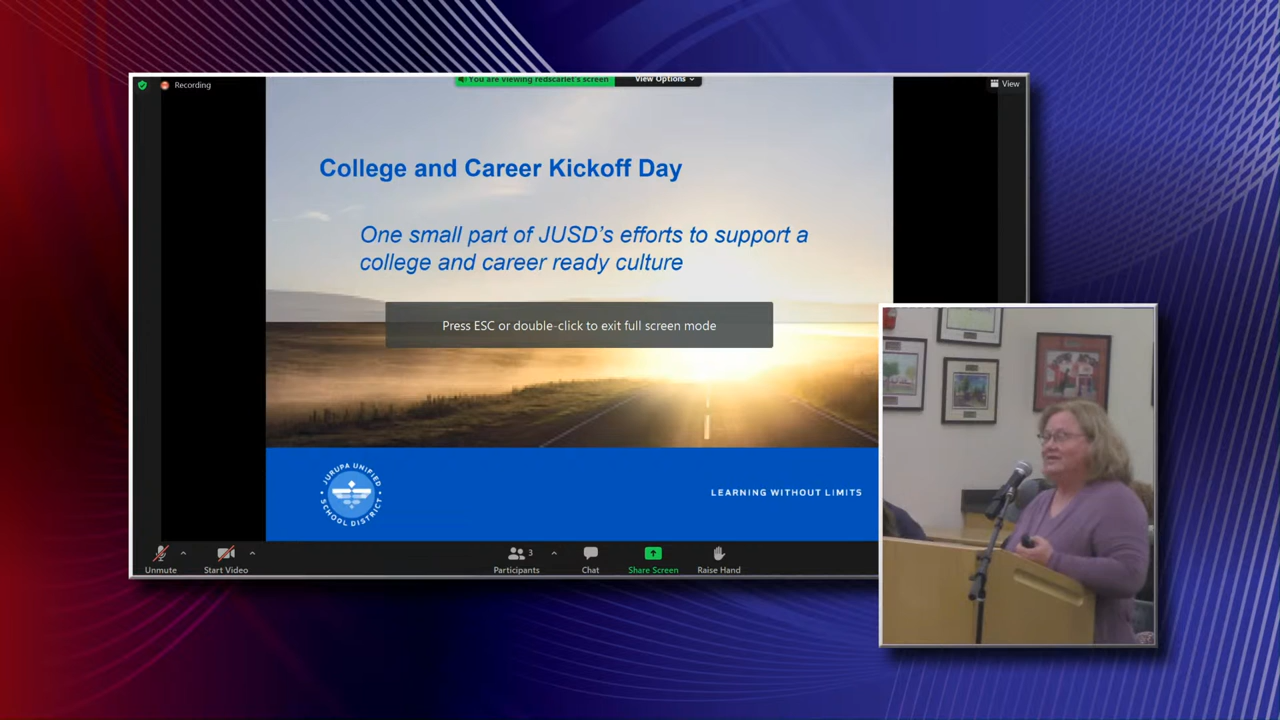 Recording
You are viewing redscarlet's screen
View Options
View
College and Career Kickoff Day
One small part of JUSD's efforts to support a
college and career ready culture
Press ESC or double-click to exit full screen mode
JURUPA UNIFIED
SCHOOL DISTRICT
LEARNING WITHOUT LIMITS
Unmute
Start Video
3
Participants
Chat
Share Screen
Raise Hand